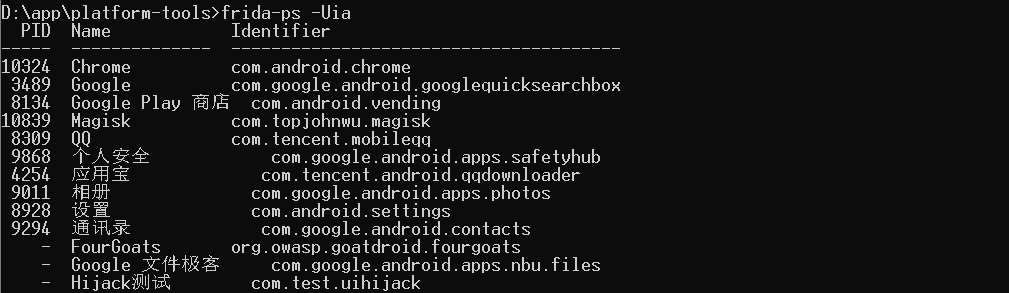 D:\app\platform-tools>frida-ps -Uia
  PID  Name            Identifier
-----  --------------  ---------------------------------------
10324  Chrome          com.android.chrome
 3489  Google          com.google.android.googlequicksearchbox
 8134  Google Play 商店  com.android.vending
10839  Magisk          com.topjohnwu.magisk
 8309  QQ              com.tencent.mobileqq
 9868  个人安全            com.google.android.apps.safetyhub
 4254  应用宝             com.tencent.android.qqdownloader
 9011  相册              com.google.android.apps.photos
 8928  设置              com.android.settings
 9294  通讯录             com.google.android.contacts
    -  FourGoats       org.owasp.goatdroid.fourgoats
    -  Google 文件极客     com.google.android.apps.nbu.files
    -  Hijack测试        com.test.uihijack